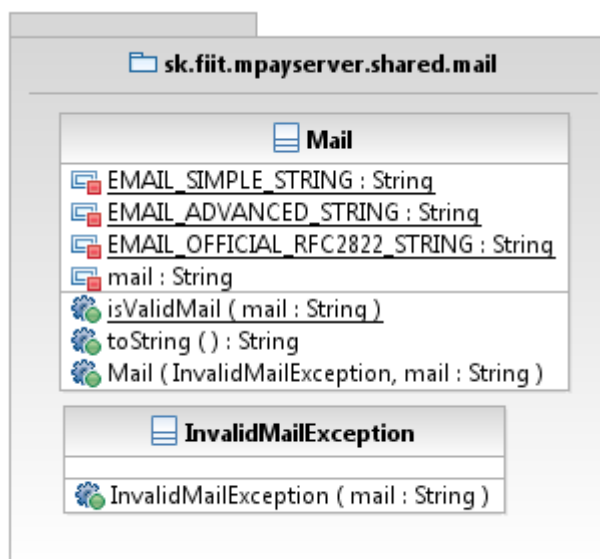 sk.fiit.mpayserver.shared.mail
Mail
EMAIL_SIMPLE_STRING : String
EMAIL_ADVANCED_STRING : String
EMAIL_OFFICIAL_RFC2822_STRING : String
mail : String
isValidMail ( mail : String )
toString ( ) : String
Mail ( InvalidMailException, mail : String )
InvalidMailException
InvalidMailException ( mail : String )